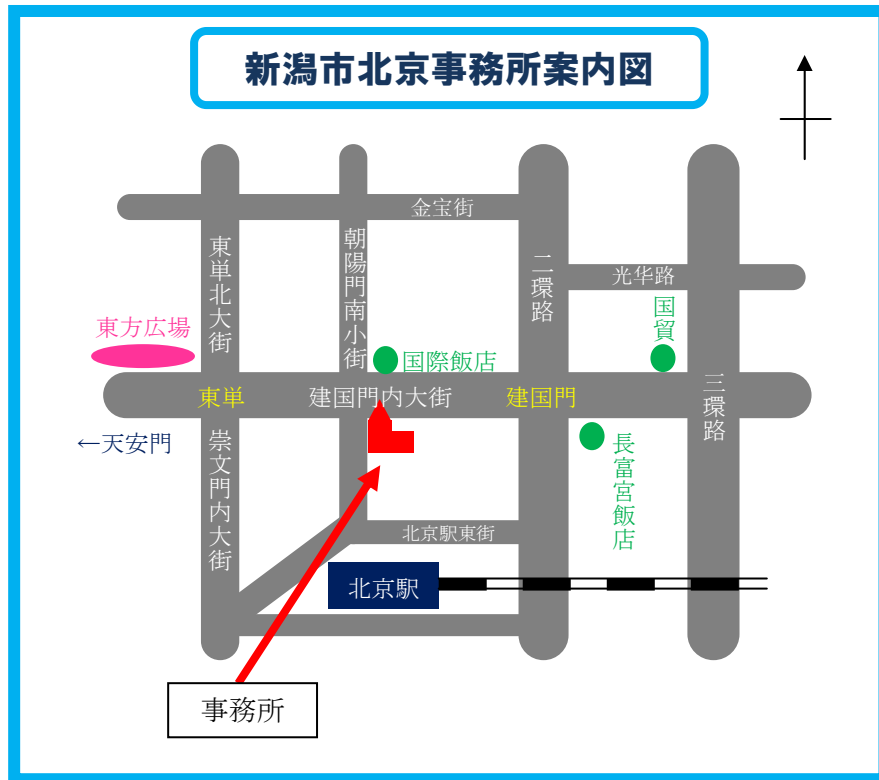 新潟市北京事務所案内図
金宝街
東単北大街
朝陽門南小街
二環路
光华路
国貿
東方広場
国際飯店
三環路
東単
建国門内大街
建国門
←天安門
崇文門内大街
長富宮飯店
北京駅東街
北京駅
事務所